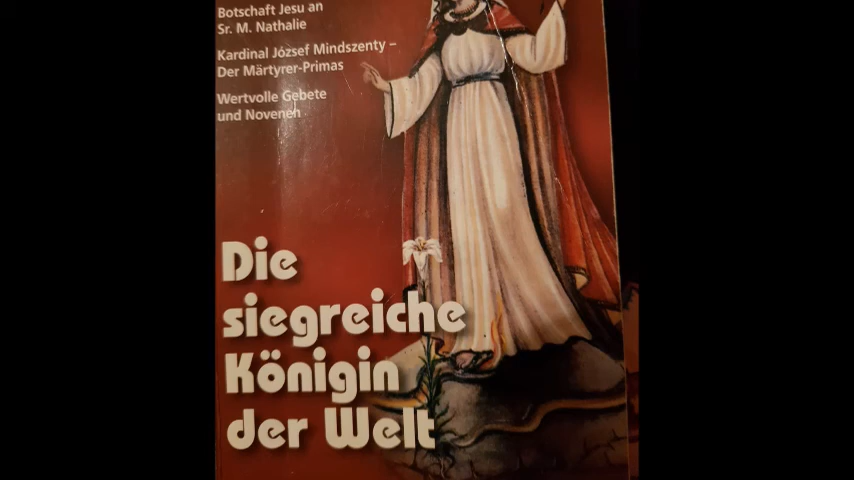 Botschaft Jesu an
Sr. M. Nathalie
Kardinal József Mindszenty –
Der Märtyrer-Primas
Wertvolle Gebete
und Novenen
Die
siegreiche
Königin
der Welt